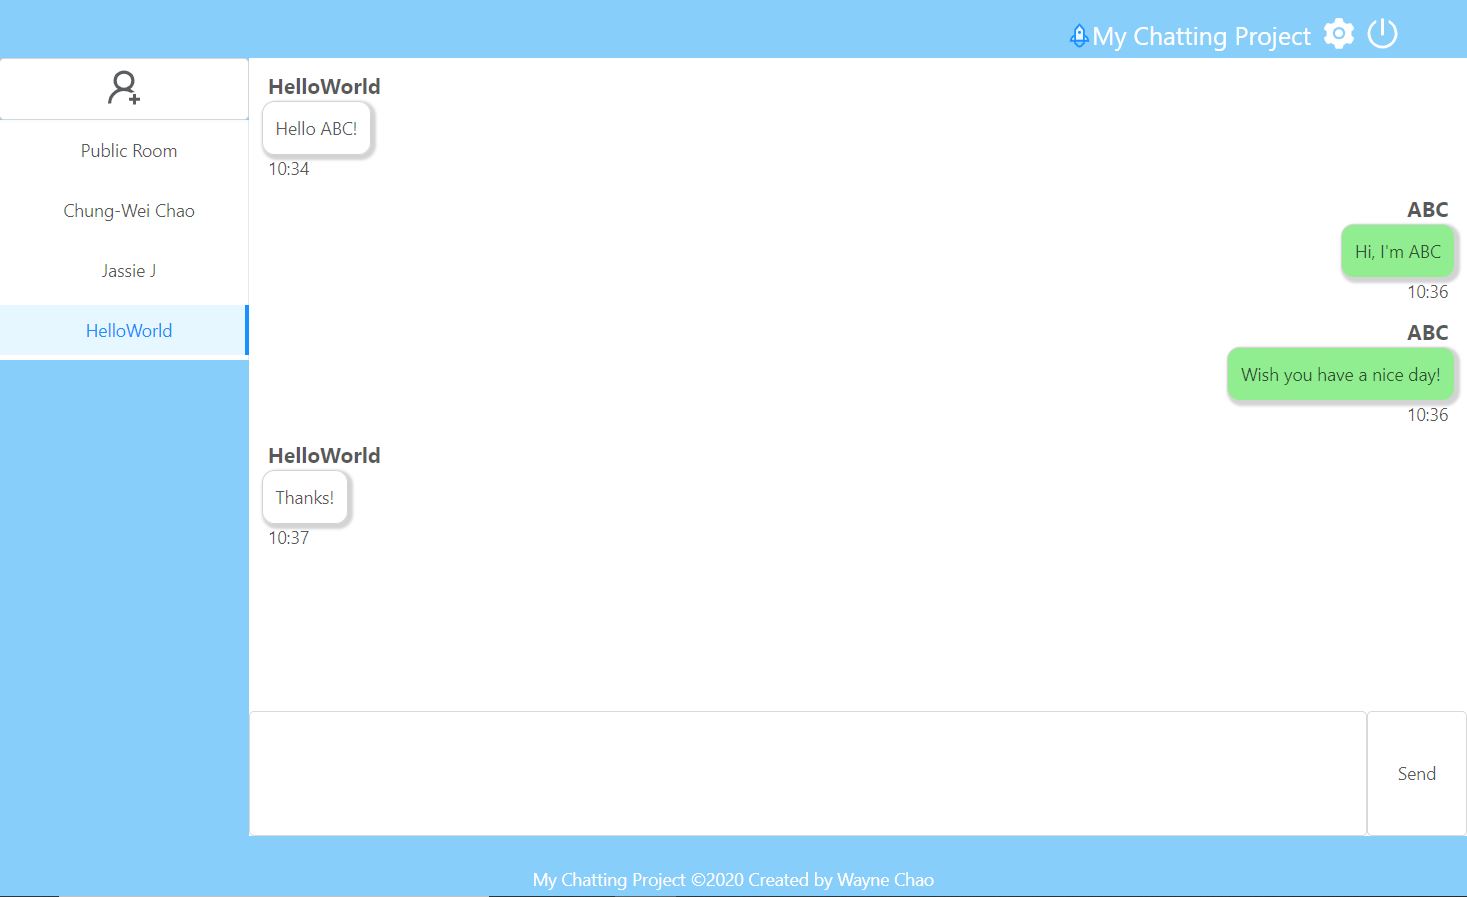 My Chatting Project
Public Room
Chung-Wei Chao
Jassie J
HelloWorld
HelloWorld
Hello ABC!
10:34
ABC
Hi, I'm ABC
10:36
ABC
Wish you have a nice day!
10:36
HelloWorld
Thanks!
10:37
Send
My Chatting Project ©2020 Created by Wayne Chao